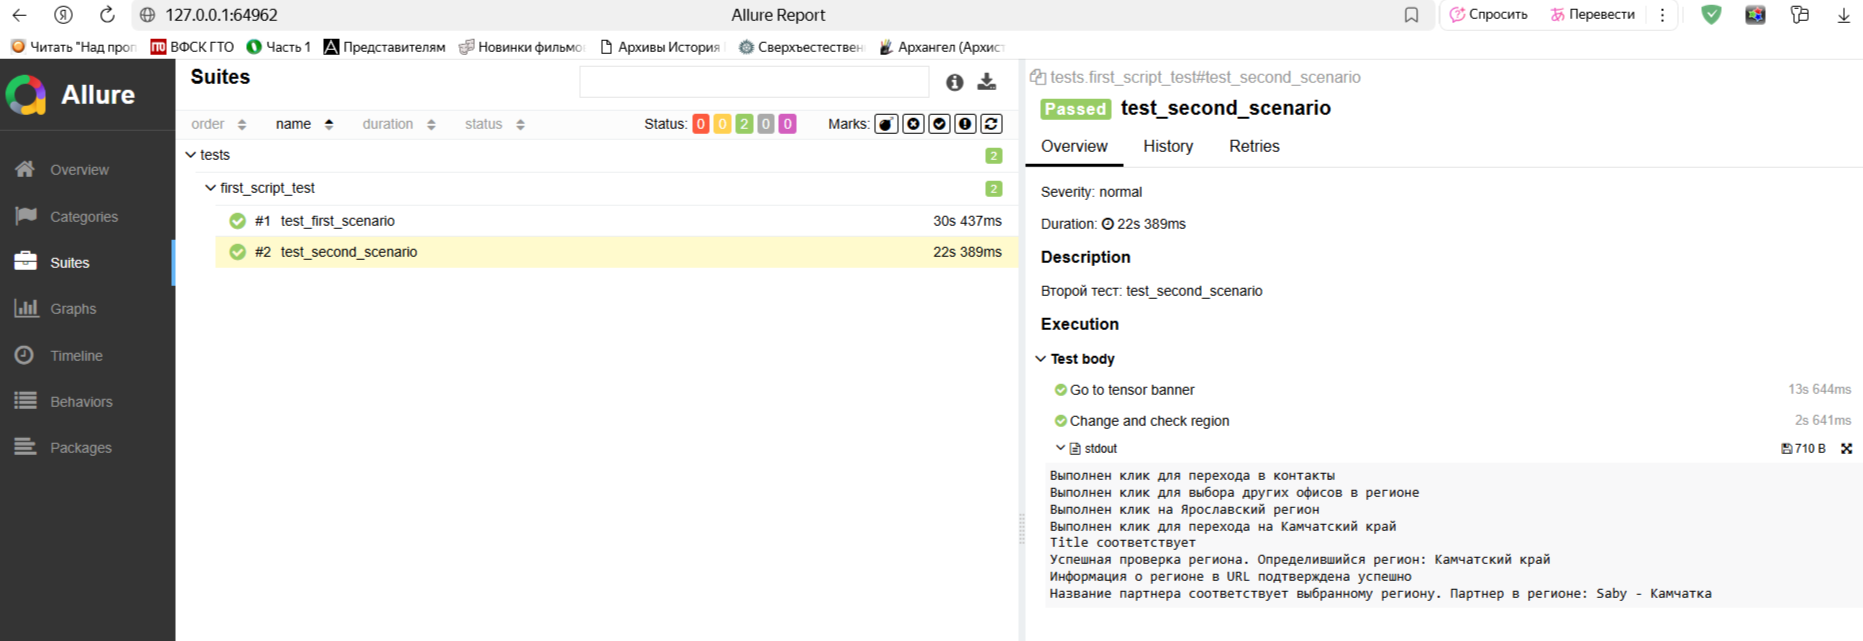 127.0.0.1:64962
Allure Report
Спросить
Перевести
Читать "Над проп
ВФСК ГТО
Часть 1
Представителям
Новинки фильмо
Архивы История
Сверхъестествен
Архангел (Архист
Allure
Overview
Categories
Suites
Graphs
Timeline
Behaviors
Packages
Suites
order name duration status
Status: 0 0 2 0 0
Marks:
tests 2
first_script_test 2
#1 test_first_scenario 30s 437ms
#2 test_second_scenario 22s 389ms
tests.first_script_test#test_second_scenario
Passed test_second_scenario
Overview History Retries
Severity: normal
Duration: 22s 389ms
Description
Второй тест: test_second_scenario
Execution
Test body
Go to tensor banner 13s 644ms
Change and check region 2s 641ms
stdout 710 B
Выполнен клик для перехода в контакты
Выполнен клик для выбора других офисов в регионе
Выполнен клик на Ярославский регион
Выполнен клик для перехода на Камчатский край
Title соответствует
Успешная проверка региона. Определившийся регион: Камчатский край
Информация о регионе в URL подтверждена успешно
Название партнера соответствует выбранному региону. Партнер в регионе: Saby - Камчатка